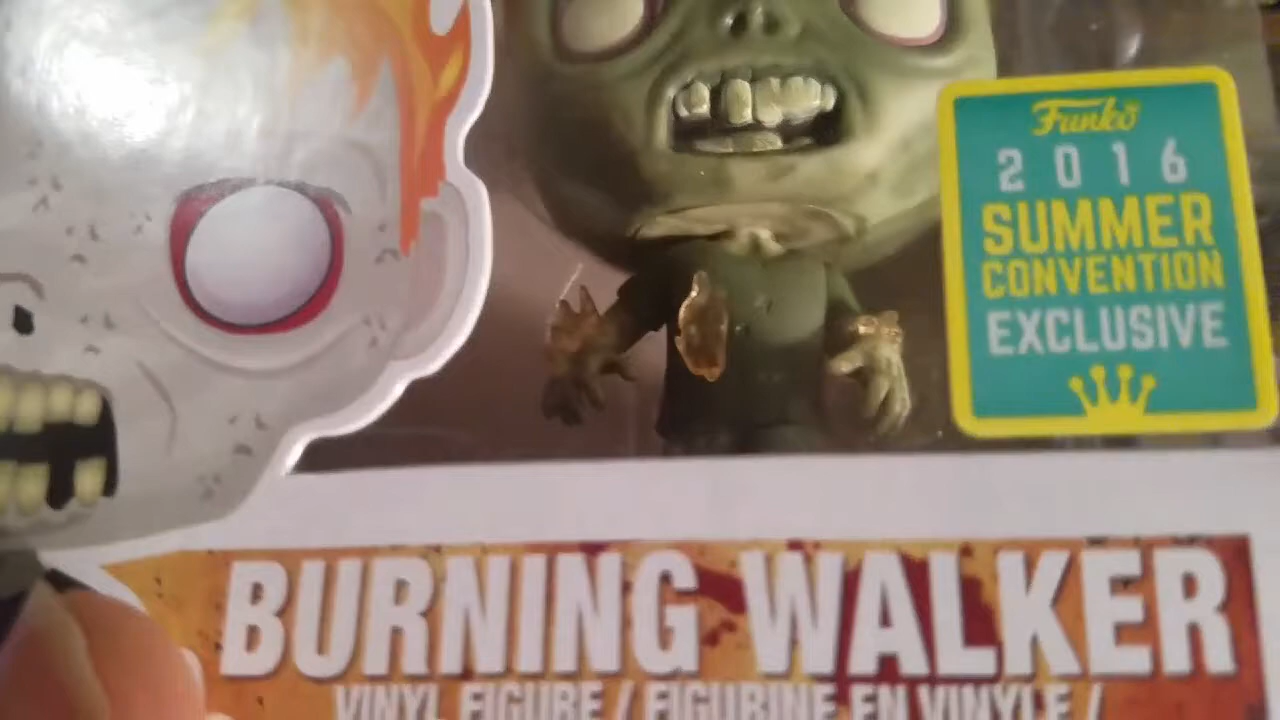 Funko
2016
SUMMER
CONVENTION
EXCLUSIVE
BURNING WALKER
VINYL FIGURE / FIGURINE EN VINYLE /